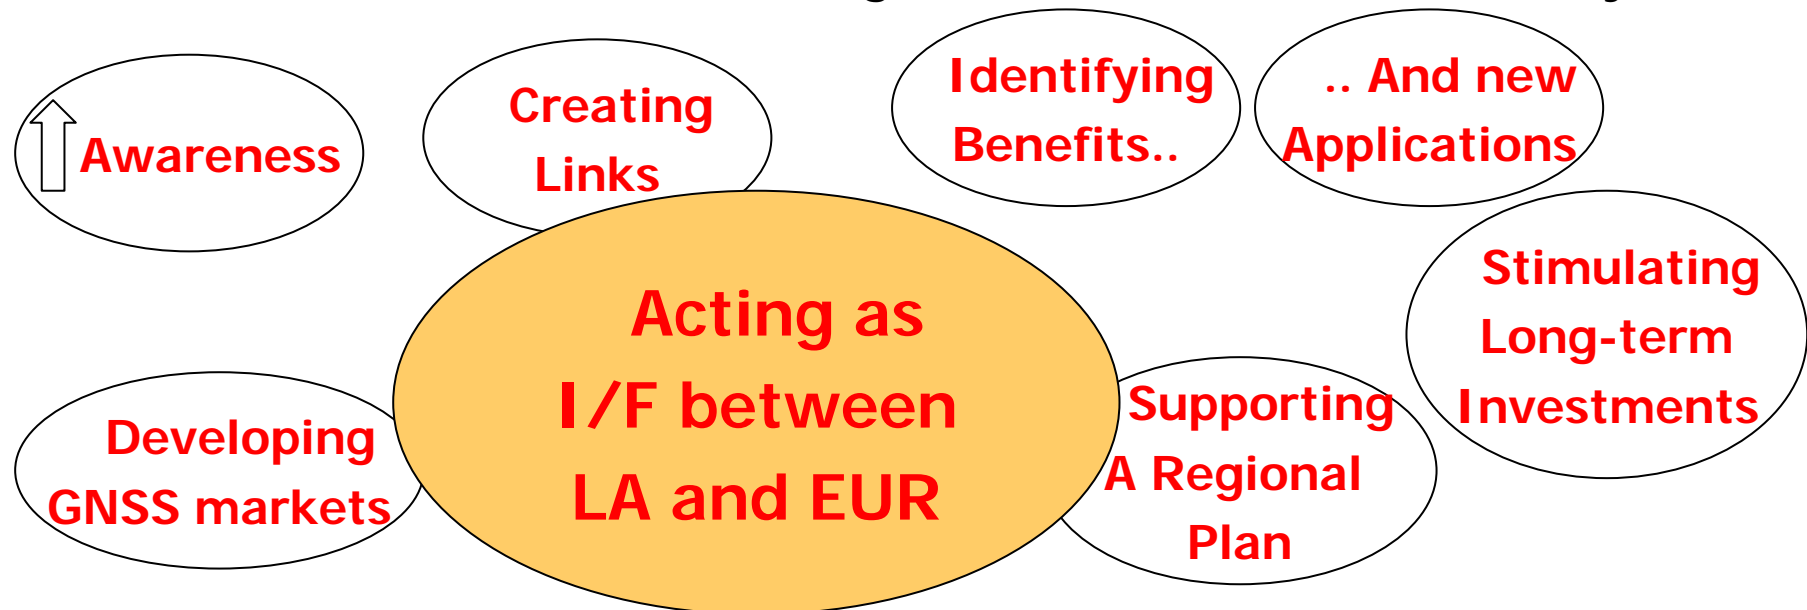 Awareness
Creating
Links
Identifying
Benefits..
.. And new
Applications
Stimulating
Long-term
Investments
Acting as
I/F between
LA and EUR
Developing
GNSS markets
Supporting
A Regional
Plan